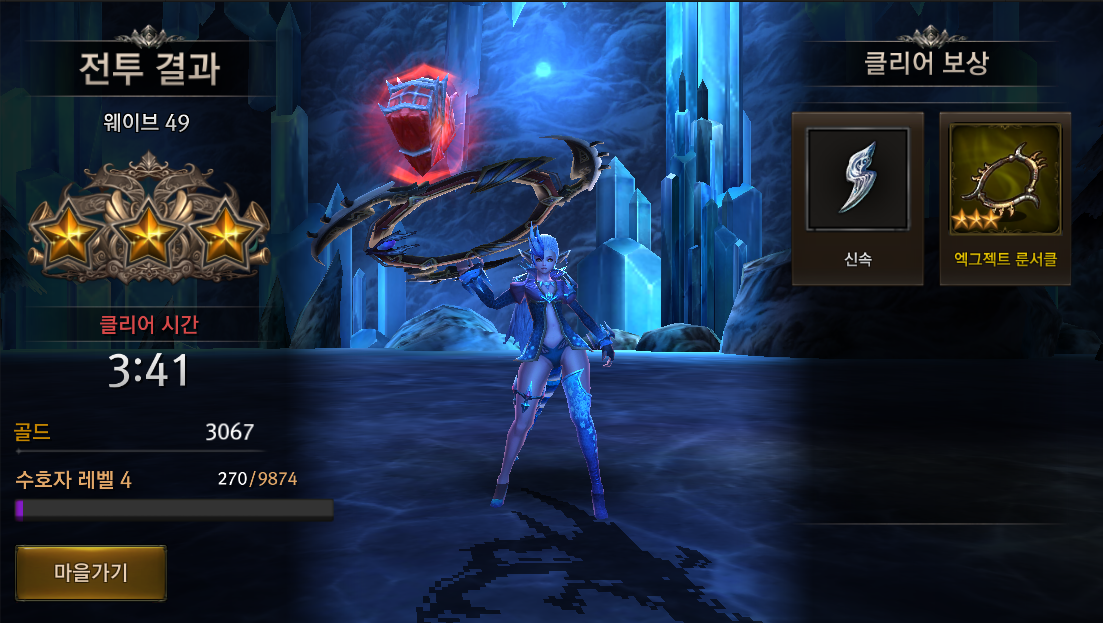 전투 결과
웨이브 49
클리어 시간
3:41
골드 3067
수호자 레벨 4 270/9874
마을가기
클리어 보상
신속
엑그젝트 룬서클